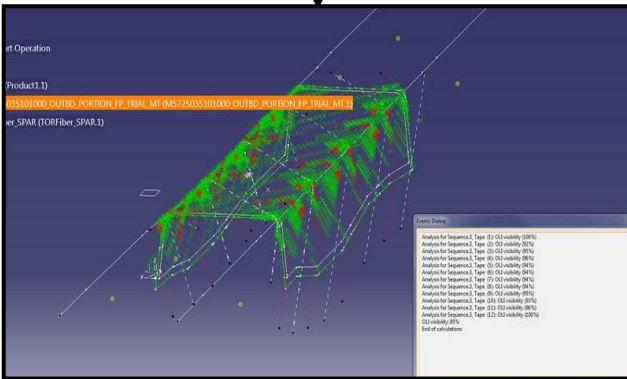 art Operation
(Product1.1)
5035101000_OUTBD_PORTION_FP_TRIAL_MT (M5725035101000_OUTBD_PORTION_FP_TRIAL_MT.1)
ber_SPAR (TORFiber_SPAR.1)
Events Dialog
Analysis for Sequence.3, Tape (1): OLI visibility (100%)
Analysis for Sequence.3, Tape (2): OLI visibility (92%)
Analysis for Sequence.3, Tape (3): OLI visibility (95%)
Analysis for Sequence.3, Tape (4): OLI visibility (96%)
Analysis for Sequence.3, Tape (5): OLI visibility (94%)
Analysis for Sequence.3, Tape (6): OLI visibility (94%)
Analysis for Sequence.3, Tape (7): OLI visibility (94%)
Analysis for Sequence.3, Tape (8): OLI visibility (94%)
Analysis for Sequence.3, Tape (9): OLI visibility (95%)
Analysis for Sequence.3, Tape (10): OLI visibility (93%)
Analysis for Sequence.3, Tape (11): OLI visibility (96%)
Analysis for Sequence.3, Tape (12): OLI visibility (100%)
OLI visibility: 85%
End of calculations